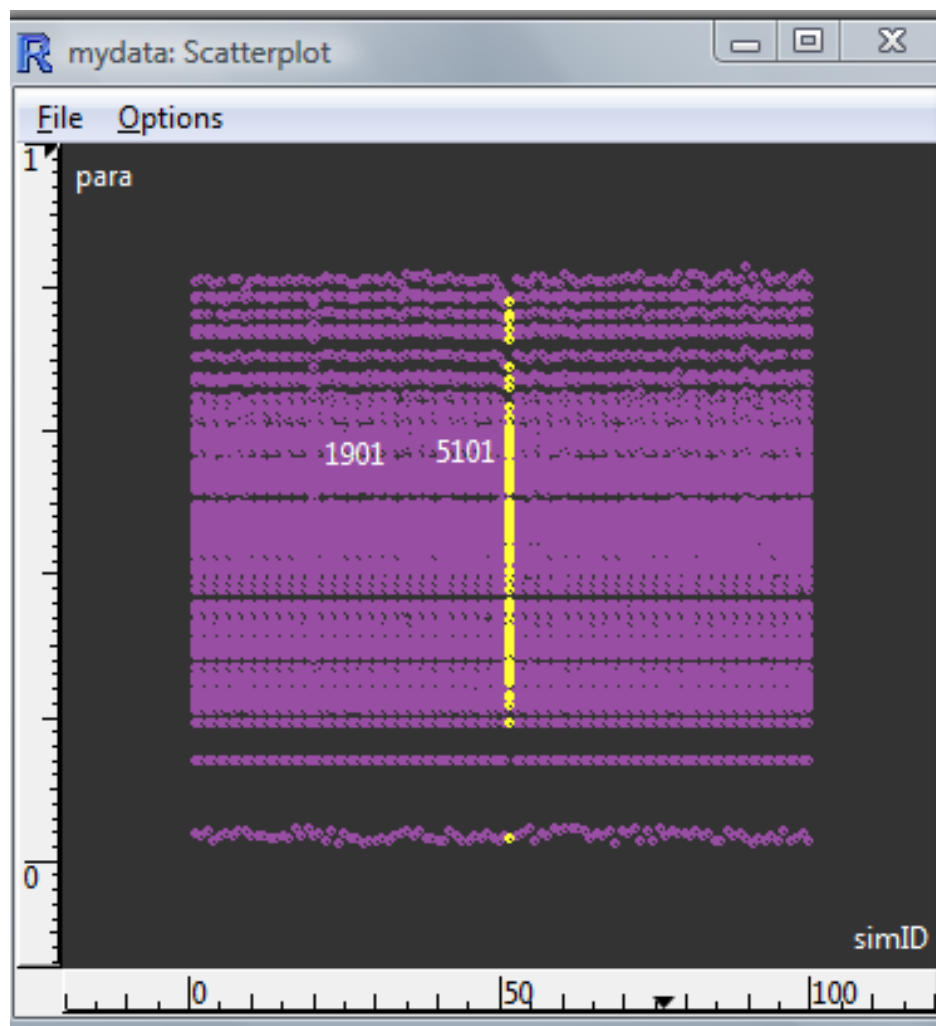 R mydata: Scatterplot
File Options
1
para
1901 5101
0
simID
0 50 100